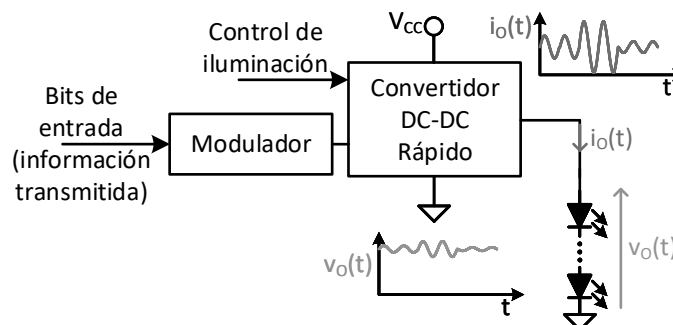 Control de
iluminación
V_CC
i_O(t)
t
Bits de
entrada
(información
transmitida)
Modulador
Convertidor
DC-DC
Rápido
i_O(t)
v_O(t)
t
v_O(t)